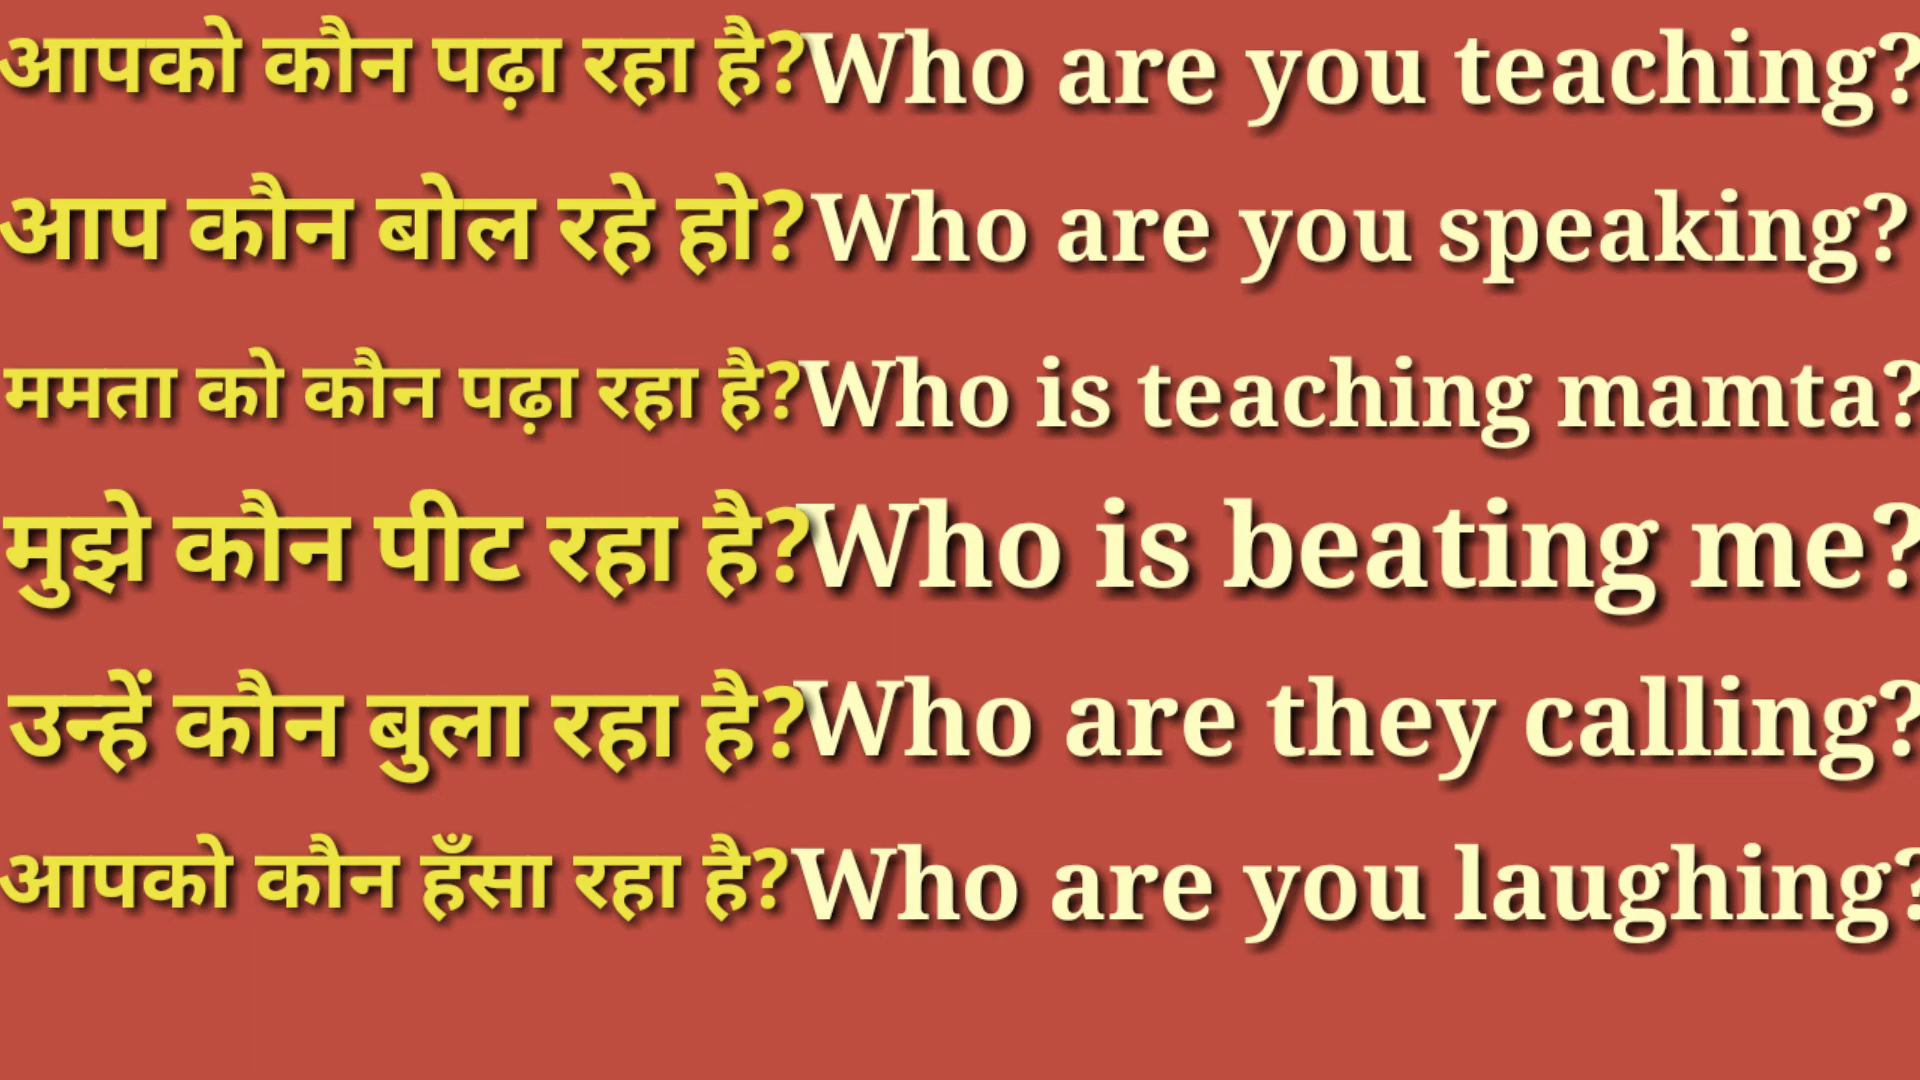 आपको कौन पढ़ा रहा है? Who are you teaching?
आप कौन बोल रहे हो? Who are you speaking?
ममता को कौन पढ़ा रहा है? Who is teaching mamta?
मुझे कौन पीट रहा है? Who is beating me?
उन्हें कौन बुला रहा है? Who are they calling?
आपको कौन हँसा रहा है? Who are you laughing?